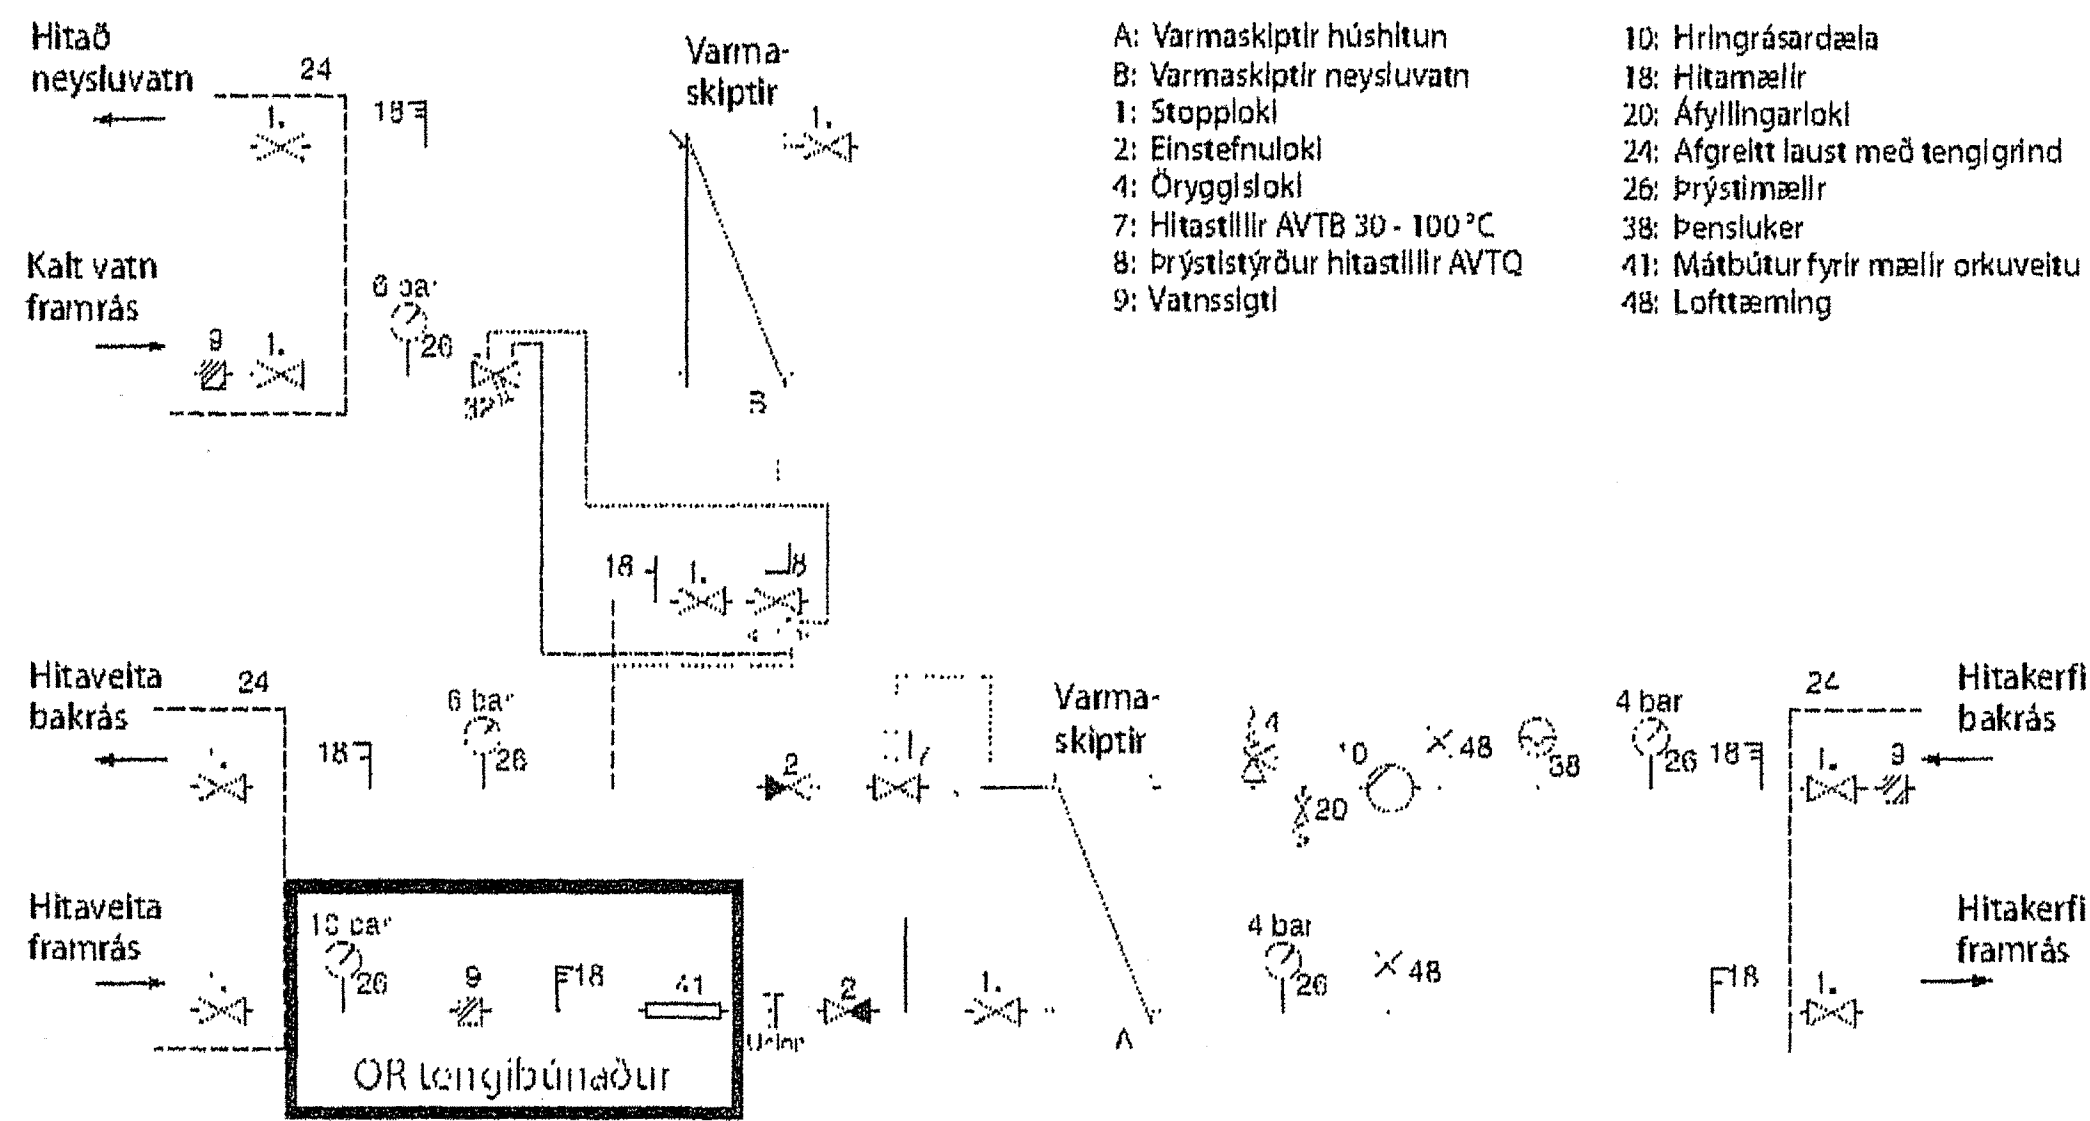 Hitað
neysluvatn
24
18
1.
Varma-
skiptir
1.
A: Varmaskiptir húshitun
B: Varmaskiptir neysluvatn
1: Stopploki
2: Einstefnuloki
4: Öryggisloki
7: Hitastillir AVTB 30 - 100 °C
8: Þrýstistýrður hitastillir AVTQ
9: Vatnssigti
10: Hringrásardæla
18: Hitamælir
20: Áfyllingarloki
24: Afgreitt laust með tengigrind
26: Þrýstimælir
38: Þensluker
41: Mátbútur fyrir mælir orkuveitu
48: Lofttæming
Kalt vatn
framrás
9
1.
6 bar
26
B
18
1.
8
Hitaveita
bakrás
24
18
6 bar
26
2
7
Varma-
skiptir
4
20
10
48
38
4 bar
26
18
24
1.
9
Hitakerfi
bakrás
Hitaveita
framrás
26
9
18
41
2
1.
A
4 bar
26
48
18
1.
Hitakerfi
framrás
OR tengibúnaður